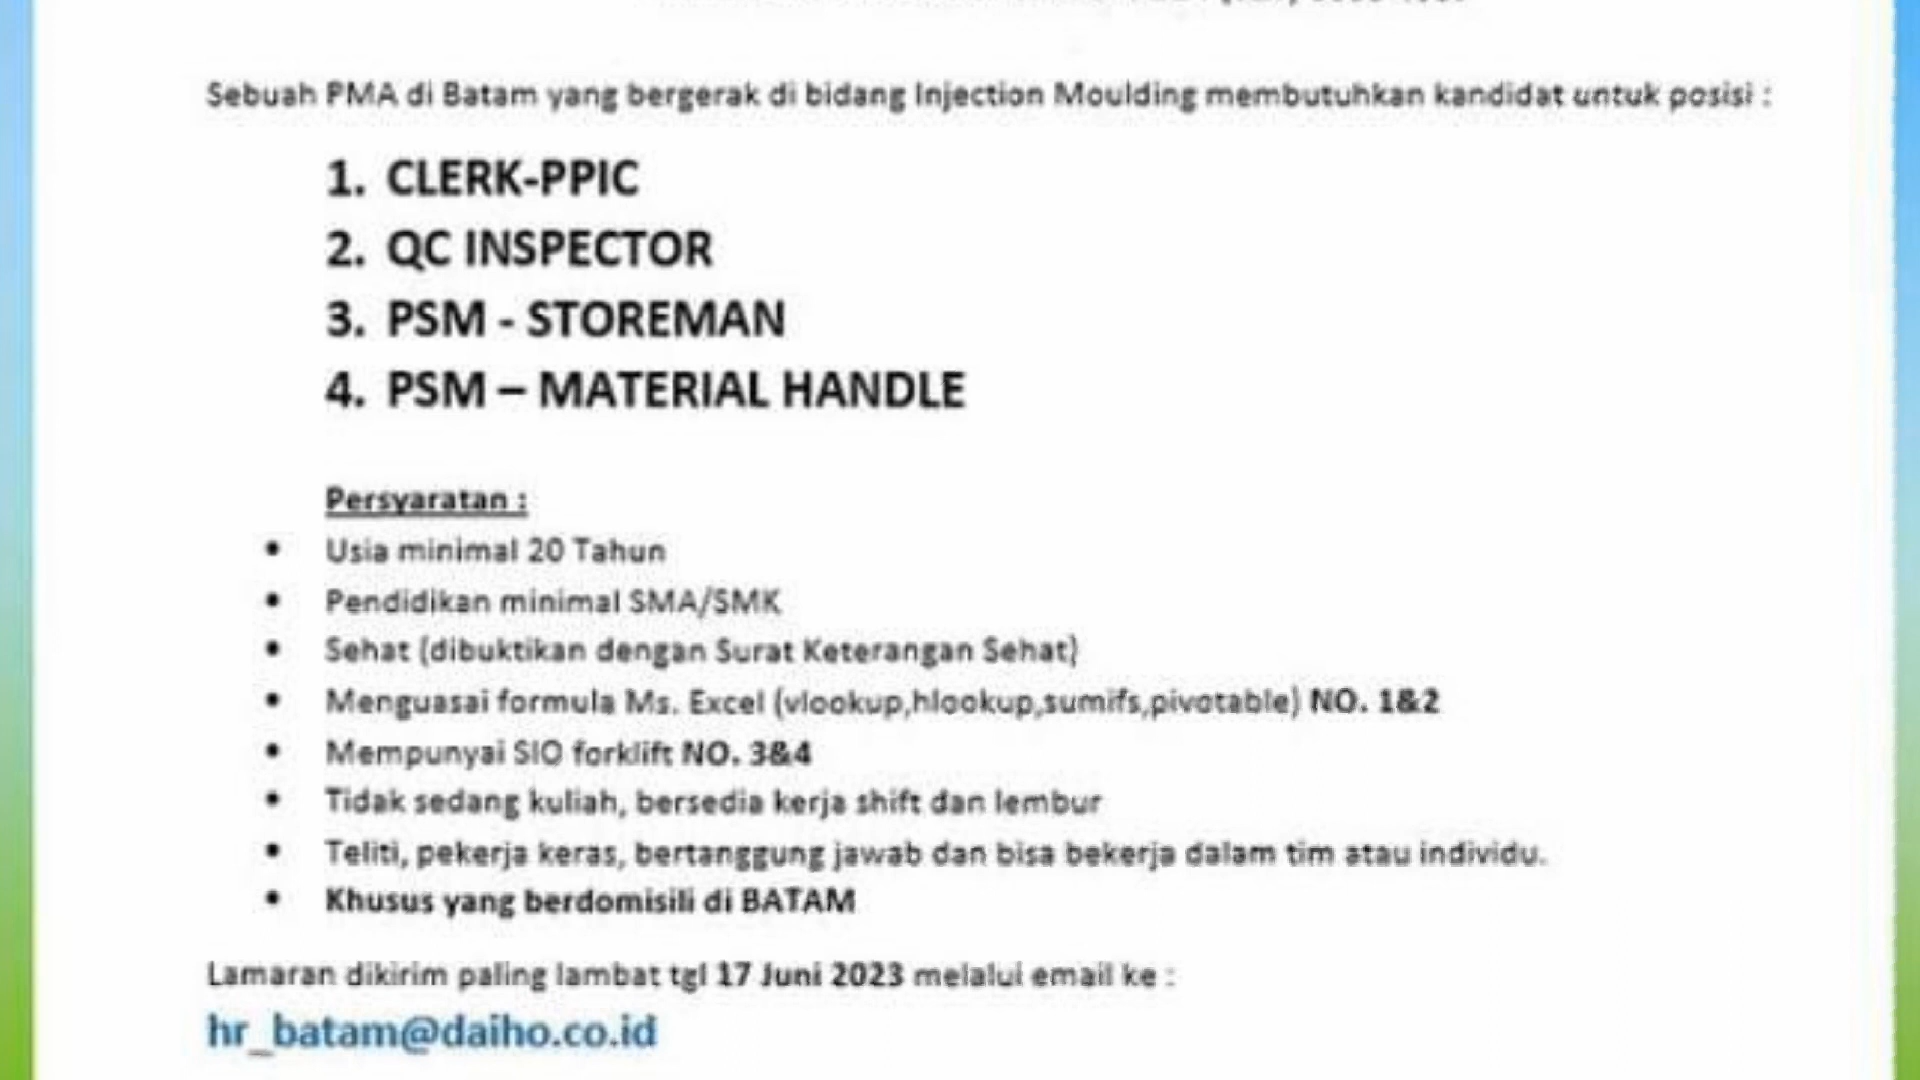 Sebuah PMA di Batam yang bergerak di bidang Injection Moulding membutuhkan kandidat untuk posisi :
1. CLERK-PPIC
2. QC INSPECTOR
3. PSM - STOREMAN
4. PSM – MATERIAL HANDLE
Persyaratan :
• Usia minimal 20 Tahun
• Pendidikan minimal SMA/SMK
• Sehat (dibuktikan dengan Surat Keterangan Sehat)
• Menguasai formula Ms. Excel (vlookup,hlookup,sumifs,pivotable) NO. 1&2
• Mempunyai SIO forklift NO. 3&4
• Tidak sedang kuliah, bersedia kerja shift dan lembur
• Teliti, pekerja keras, bertanggung jawab dan bisa bekerja dalam tim atau individu.
• Khusus yang berdomisili di BATAM
Lamaran dikirim paling lambat tgl 17 Juni 2023 melalui email ke :
hr_batam@daiho.co.id